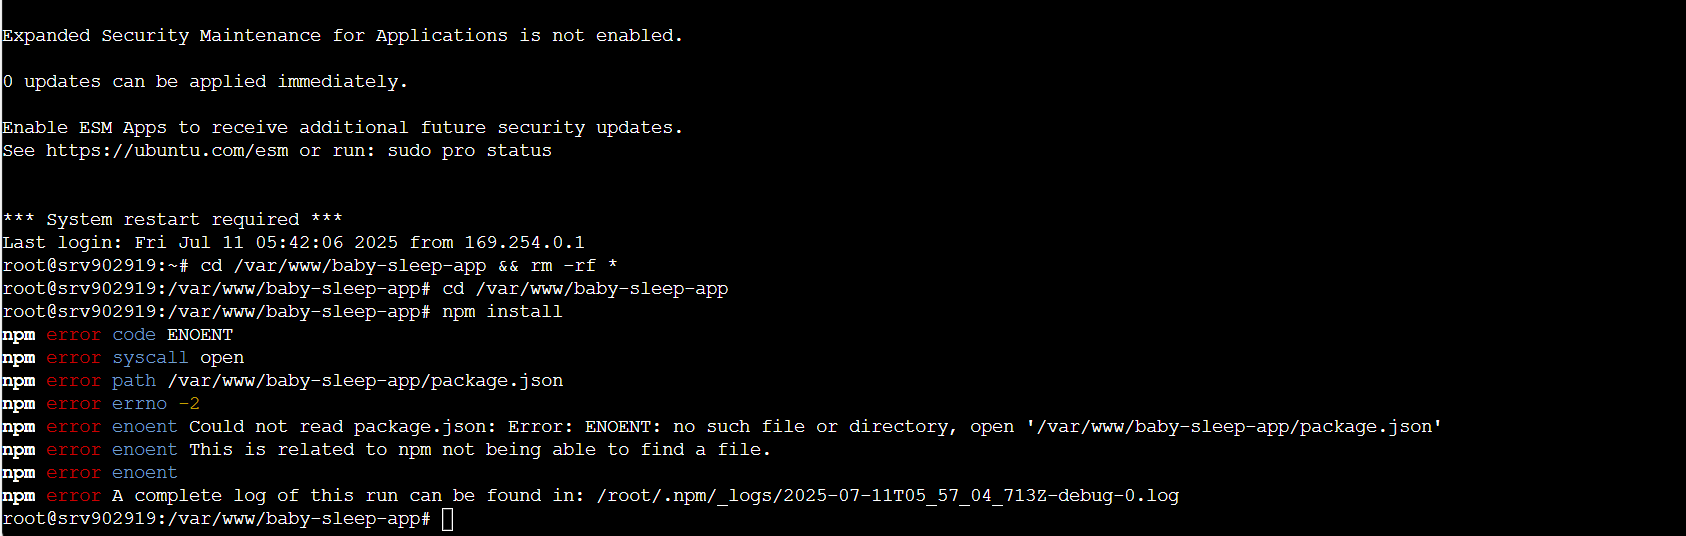 Expanded Security Maintenance for Applications is not enabled.
0 updates can be applied immediately.
Enable ESM Apps to receive additional future security updates.
See https://ubuntu.com/esm or run: sudo pro status
*** System restart required ***
Last login: Fri Jul 11 05:42:06 2025 from 169.254.0.1
root@srv902919:~# cd /var/www/baby-sleep-app && rm -rf *
root@srv902919:/var/www/baby-sleep-app# cd /var/www/baby-sleep-app
root@srv902919:/var/www/baby-sleep-app# npm install
npm error code ENOENT
npm error syscall open
npm error path /var/www/baby-sleep-app/package.json
npm error errno -2
npm error enoent Could not read package.json: Error: ENOENT: no such file or directory, open '/var/www/baby-sleep-app/package.json'
npm error enoent This is related to npm not being able to find a file.
npm error enoent
npm error A complete log of this run can be found in: /root/.npm/_logs/2025-07-11T05_57_04_713Z-debug-0.log
root@srv902919:/var/www/baby-sleep-app#